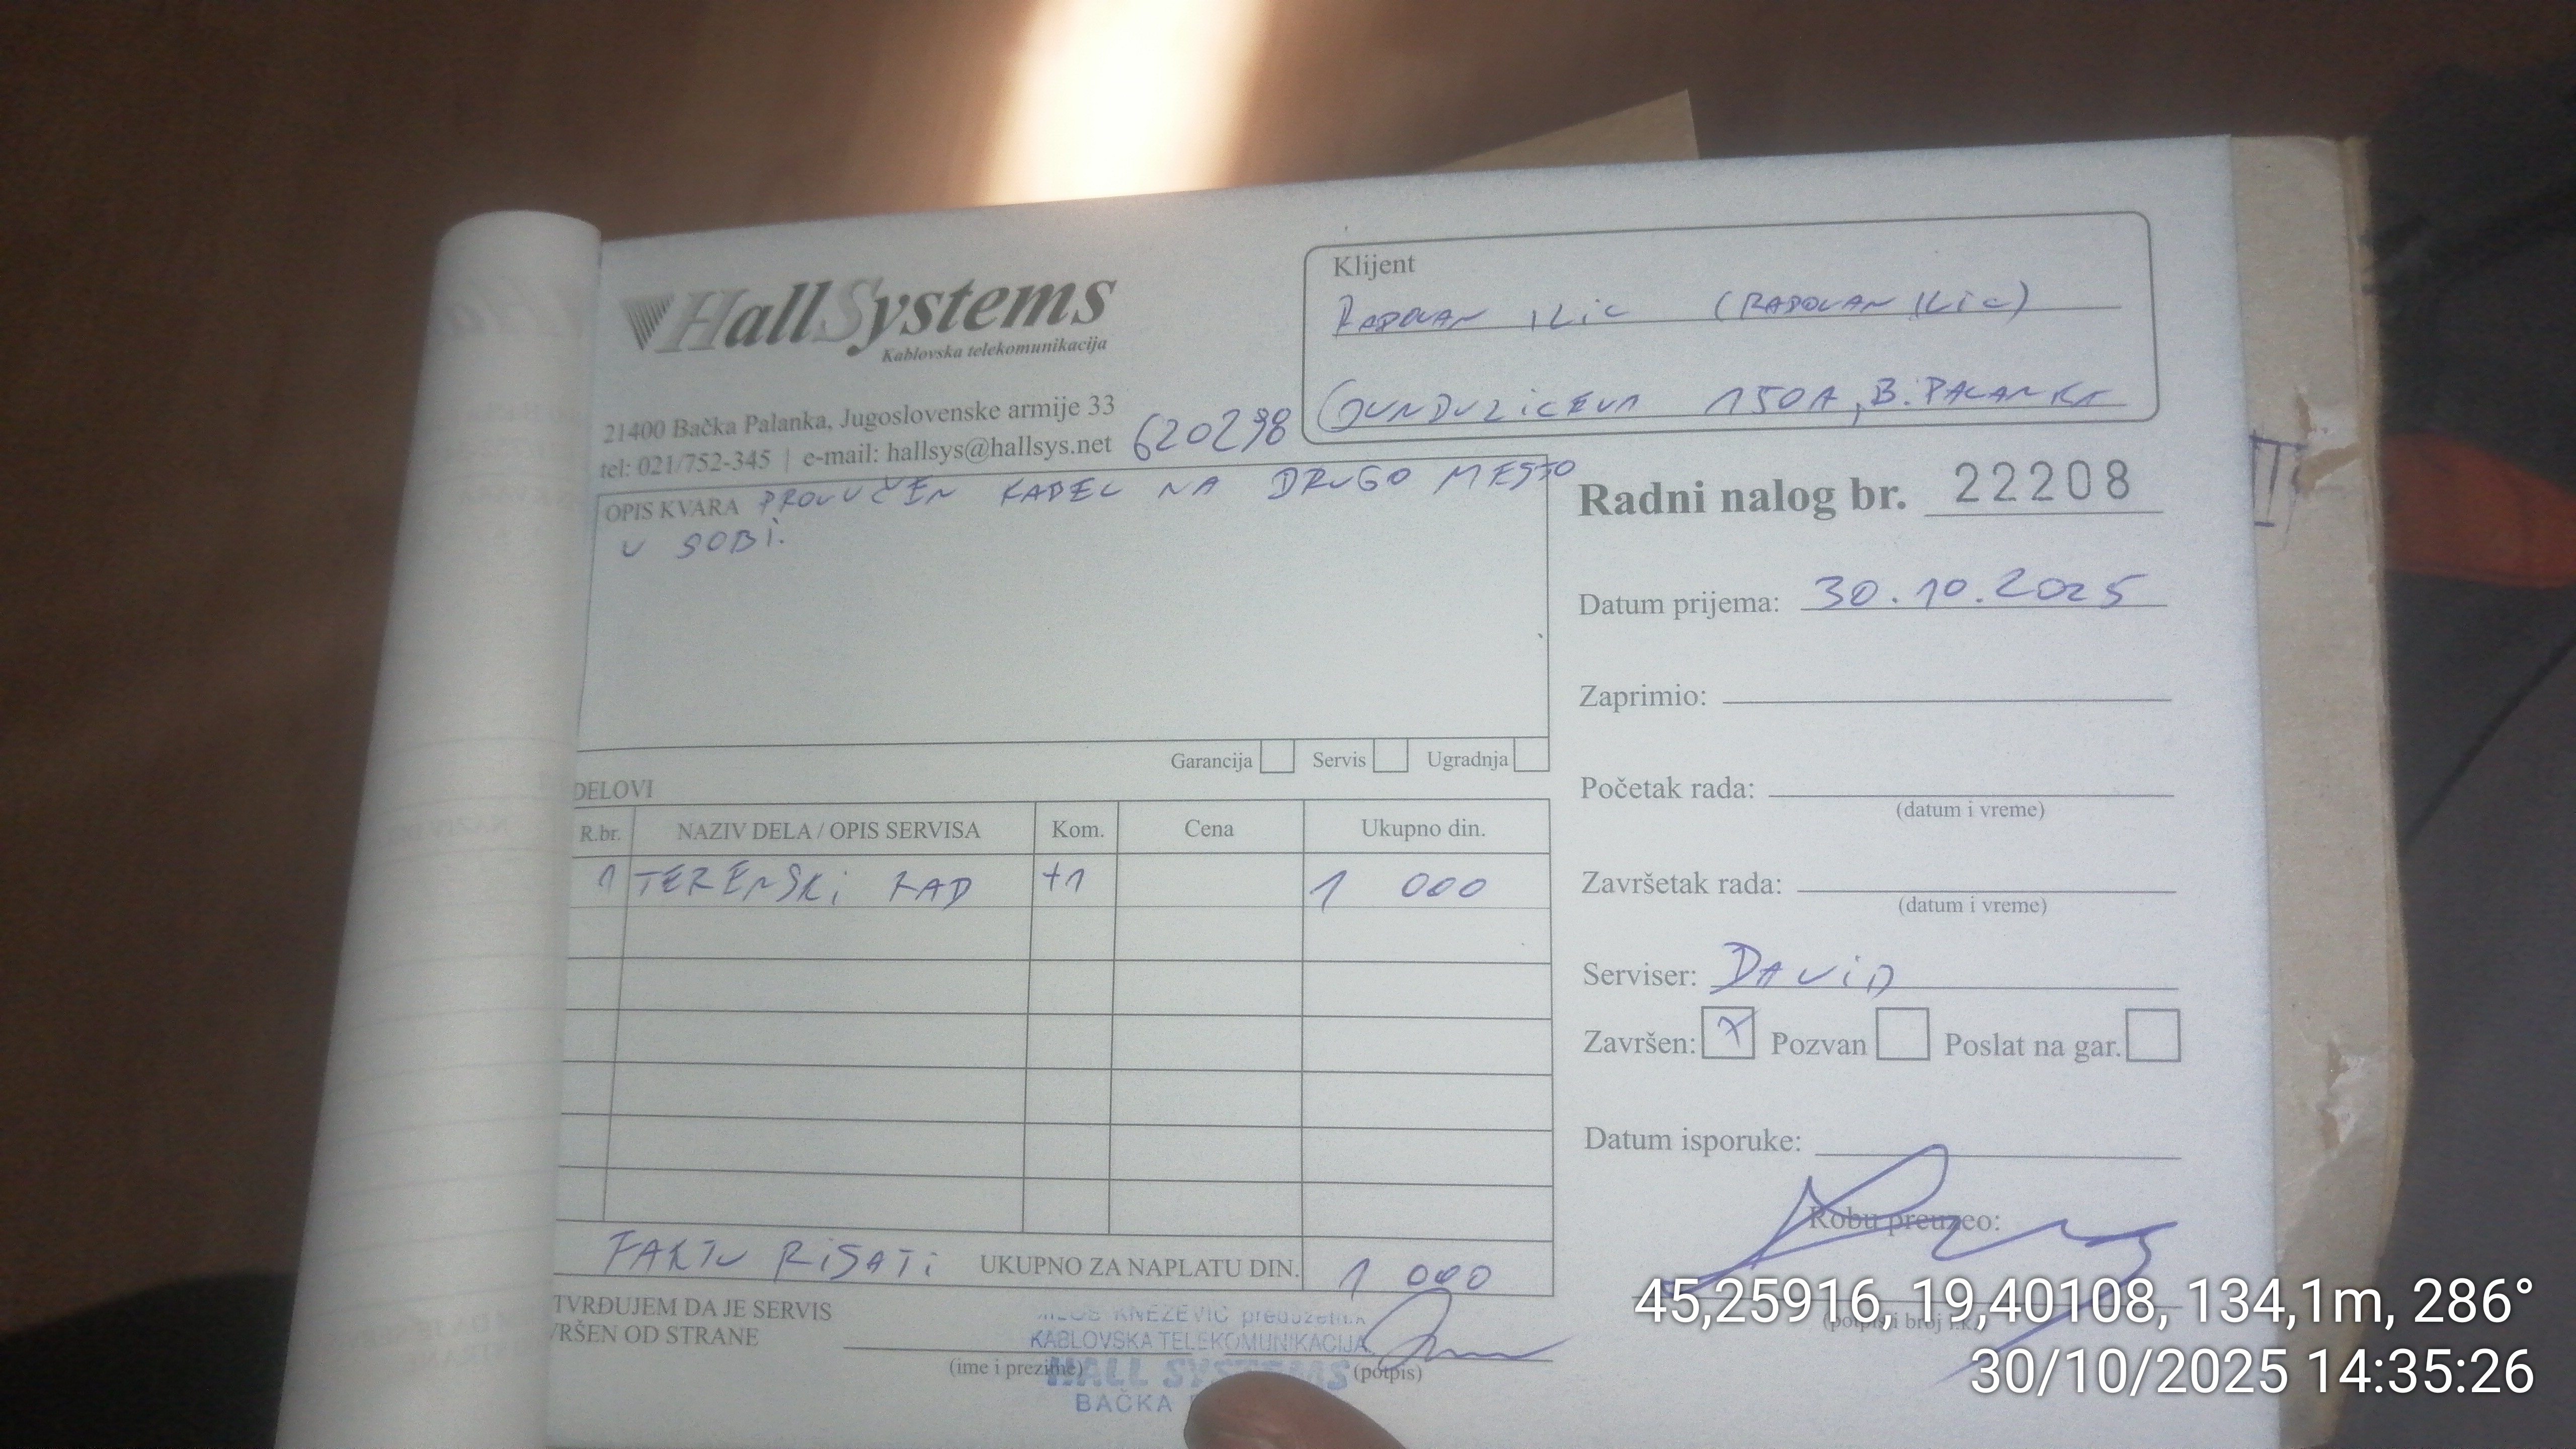 HallSystems
Kablovska telekomunikacija
21400 Bačka Palanka, Jugoslovenske armije 33
tel: 021/752-345 | e-mail: hallsys@hallsys.net
620298
Klijent
RADOVAN ILIC (RADOVAN ILIC)
GUNDULICEVA 150A, B. PALANKA
OPIS KVARA PROVUČEN KABEL NA DRUGO MESTO
U SOBI.
Radni nalog br. 22208
Datum prijema: 30.10.2025
Zaprimio:
Početak rada:
(datum i vreme)
Završetak rada:
(datum i vreme)
Serviser: DAVID
Završen: X Pozvan Poslat na gar.
Datum isporuke:
Robu preuzeo:
(potpis i broj l.k.)
Garancija Servis Ugradnja
DELOVI
R.br. NAZIV DELA / OPIS SERVISA Kom. Cena Ukupno din.
1 TERENSKI RAD +1 1 000
FAKTURISATI UKUPNO ZA NAPLATU DIN. 1 000
TVRĐUJEM DA JE SERVIS
VRŠEN OD STRANE
(ime i prezime) (potpis)
KNEŽEVIĆ preduzetnik
KABLOVSKA TELEKOMUNIKACIJA
HALL SYSTEMS
BAČKA
45,25916, 19,40108, 134,1m, 286°
30/10/2025 14:35:26